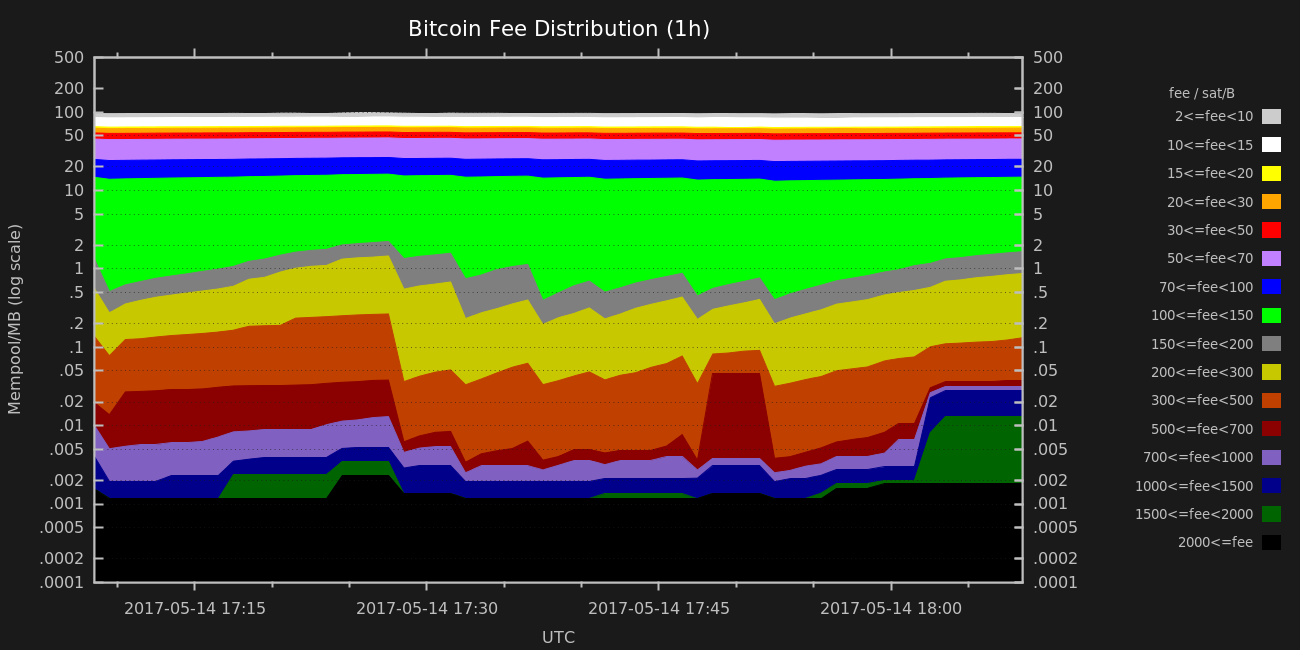 Bitcoin Fee Distribution (1h)
500 500
200 200
100 100
50 50
20 20
10 10
5 5
2 2
1 1
.5 .5
.2 .2
.1 .1
.05 .05
.02 .02
.01 .01
.005 .005
.002 .002
.001 .001
.0005 .0005
.0002 .0002
.0001 .0001
Mempool/MB (log scale)
2017-05-14 17:15 2017-05-14 17:30 2017-05-14 17:45 2017-05-14 18:00
UTC
fee / sat/B
2<=fee<10
10<=fee<15
15<=fee<20
20<=fee<30
30<=fee<50
50<=fee<70
70<=fee<100
100<=fee<150
150<=fee<200
200<=fee<300
300<=fee<500
500<=fee<700
700<=fee<1000
1000<=fee<1500
1500<=fee<2000
2000<=fee